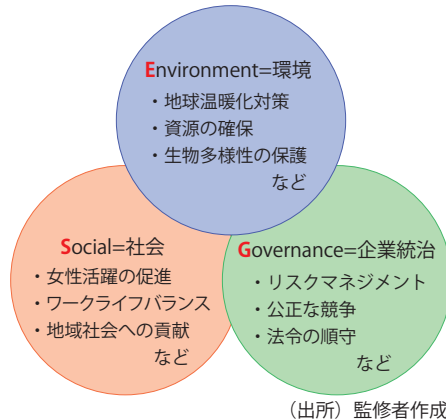 Environment=環境
・地球温暖化対策
・資源の確保
・生物多様性の保護
など
Social=社会
・女性活躍の促進
・ワークライフバランス
・地域社会への貢献
など
Governance=企業統治
・リスクマネジメント
・公正な競争
・法令の順守
など
（出所）監修者作成